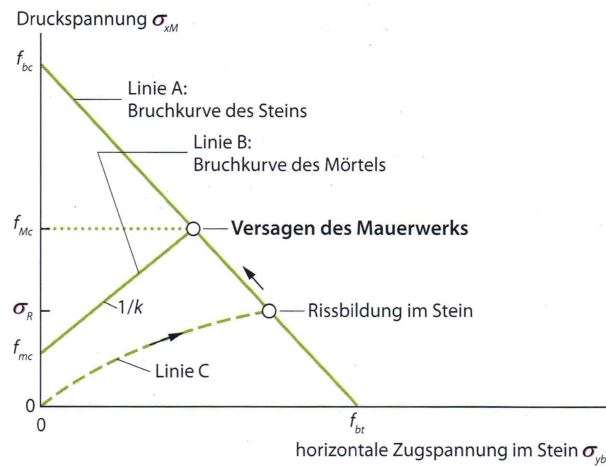 Druckspannung σxM
fbc
Linie A:
Bruchkurve des Steins
Linie B:
Bruchkurve des Mörtels
fMc
Versagen des Mauerwerks
σR
1/k
Rissbildung im Stein
fmc
Linie C
0
0
fbt
horizontale Zugspannung im Stein σyb